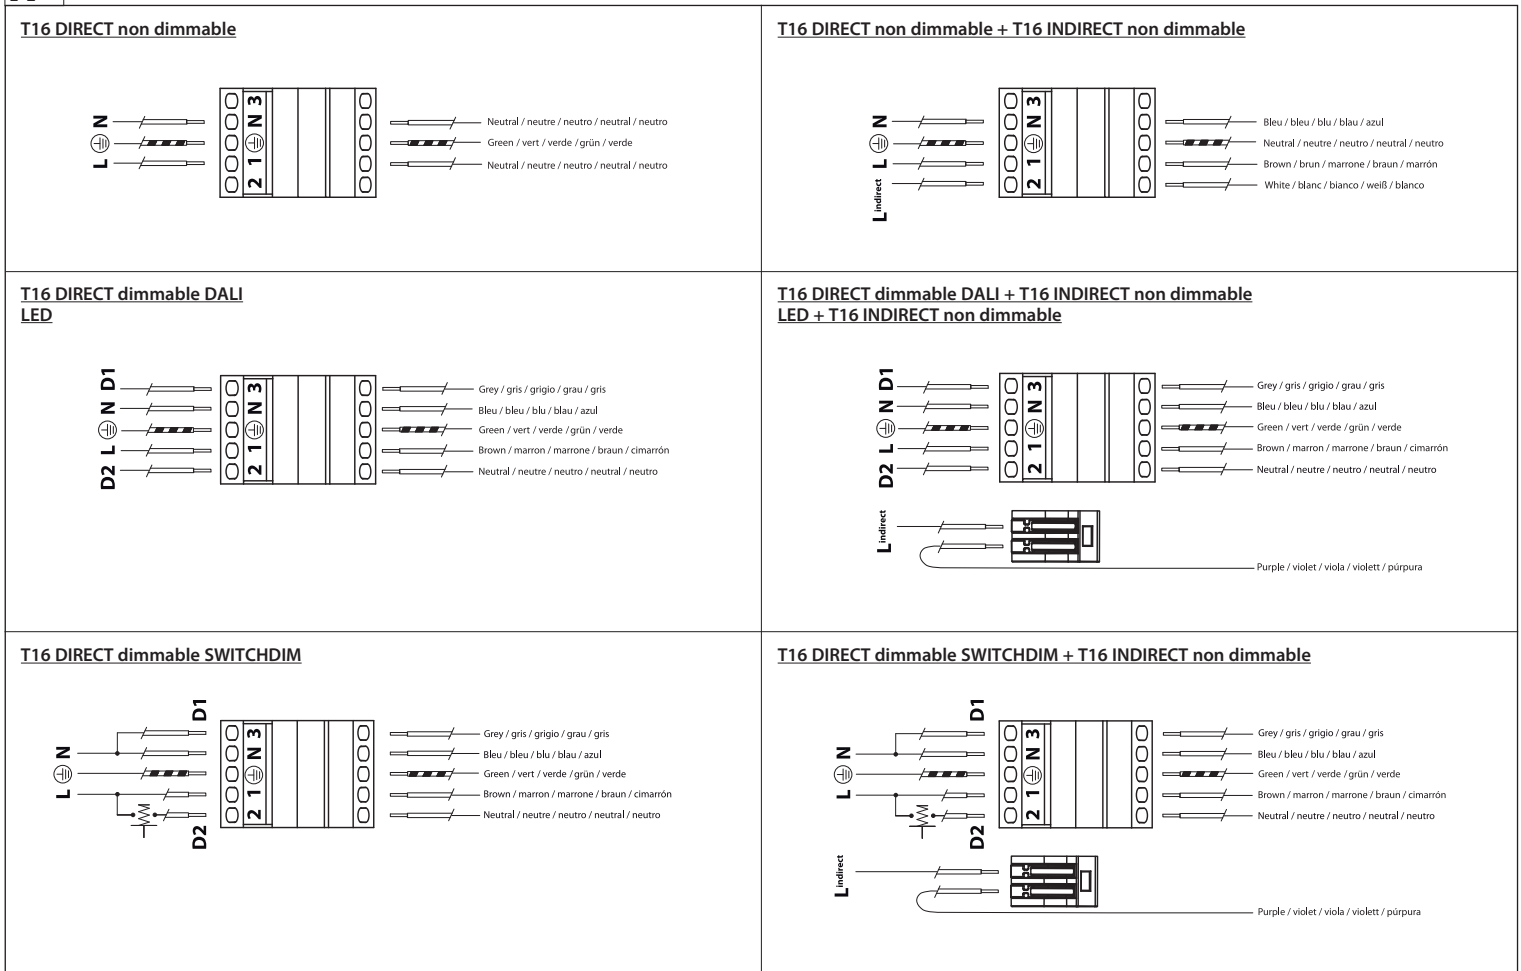 T16 DIRECT non dimmable
N
L
3
N
1
2
Neutral / neutre / neutro / neutral / neutro
Green / vert / verde / grün / verde
Neutral / neutre / neutro / neutral / neutro
T16 DIRECT non dimmable + T16 INDIRECT non dimmable
N
L
L indirect
3
N
1
2
Bleu / bleu / blu / blau / azul
Neutral / neutre / neutro / neutral / neutro
Brown / brun / marrone / braun / marrón
White / blanc / bianco / weiß / blanco
T16 DIRECT dimmable DALI
LED
D1
N
L
D2
3
N
1
2
Grey / gris / grigio / grau / gris
Bleu / bleu / blu / blau / azul
Green / vert / verde / grün / verde
Brown / marron / marrone / braun / cimarrón
Neutral / neutre / neutro / neutral / neutro
T16 DIRECT dimmable DALI + T16 INDIRECT non dimmable
LED + T16 INDIRECT non dimmable
D1
N
L
D2
3
N
1
2
Grey / gris / grigio / grau / gris
Bleu / bleu / blu / blau / azul
Green / vert / verde / grün / verde
Brown / marron / marrone / braun / cimarrón
Neutral / neutre / neutro / neutral / neutro
L indirect
Purple / violet / viola / violett / púrpura
T16 DIRECT dimmable SWITCHDIM
D1
N
L
D2
3
N
1
2
Grey / gris / grigio / grau / gris
Bleu / bleu / blu / blau / azul
Green / vert / verde / grün / verde
Brown / marron / marrone / braun / cimarrón
Neutral / neutre / neutro / neutral / neutro
T16 DIRECT dimmable SWITCHDIM + T16 INDIRECT non dimmable
D1
N
L
D2
3
N
1
2
Grey / gris / grigio / grau / gris
Bleu / bleu / blu / blau / azul
Green / vert / verde / grün / verde
Brown / marron / marrone / braun / cimarrón
Neutral / neutre / neutro / neutral / neutro
L indirect
Purple / violet / viola / violett / púrpura